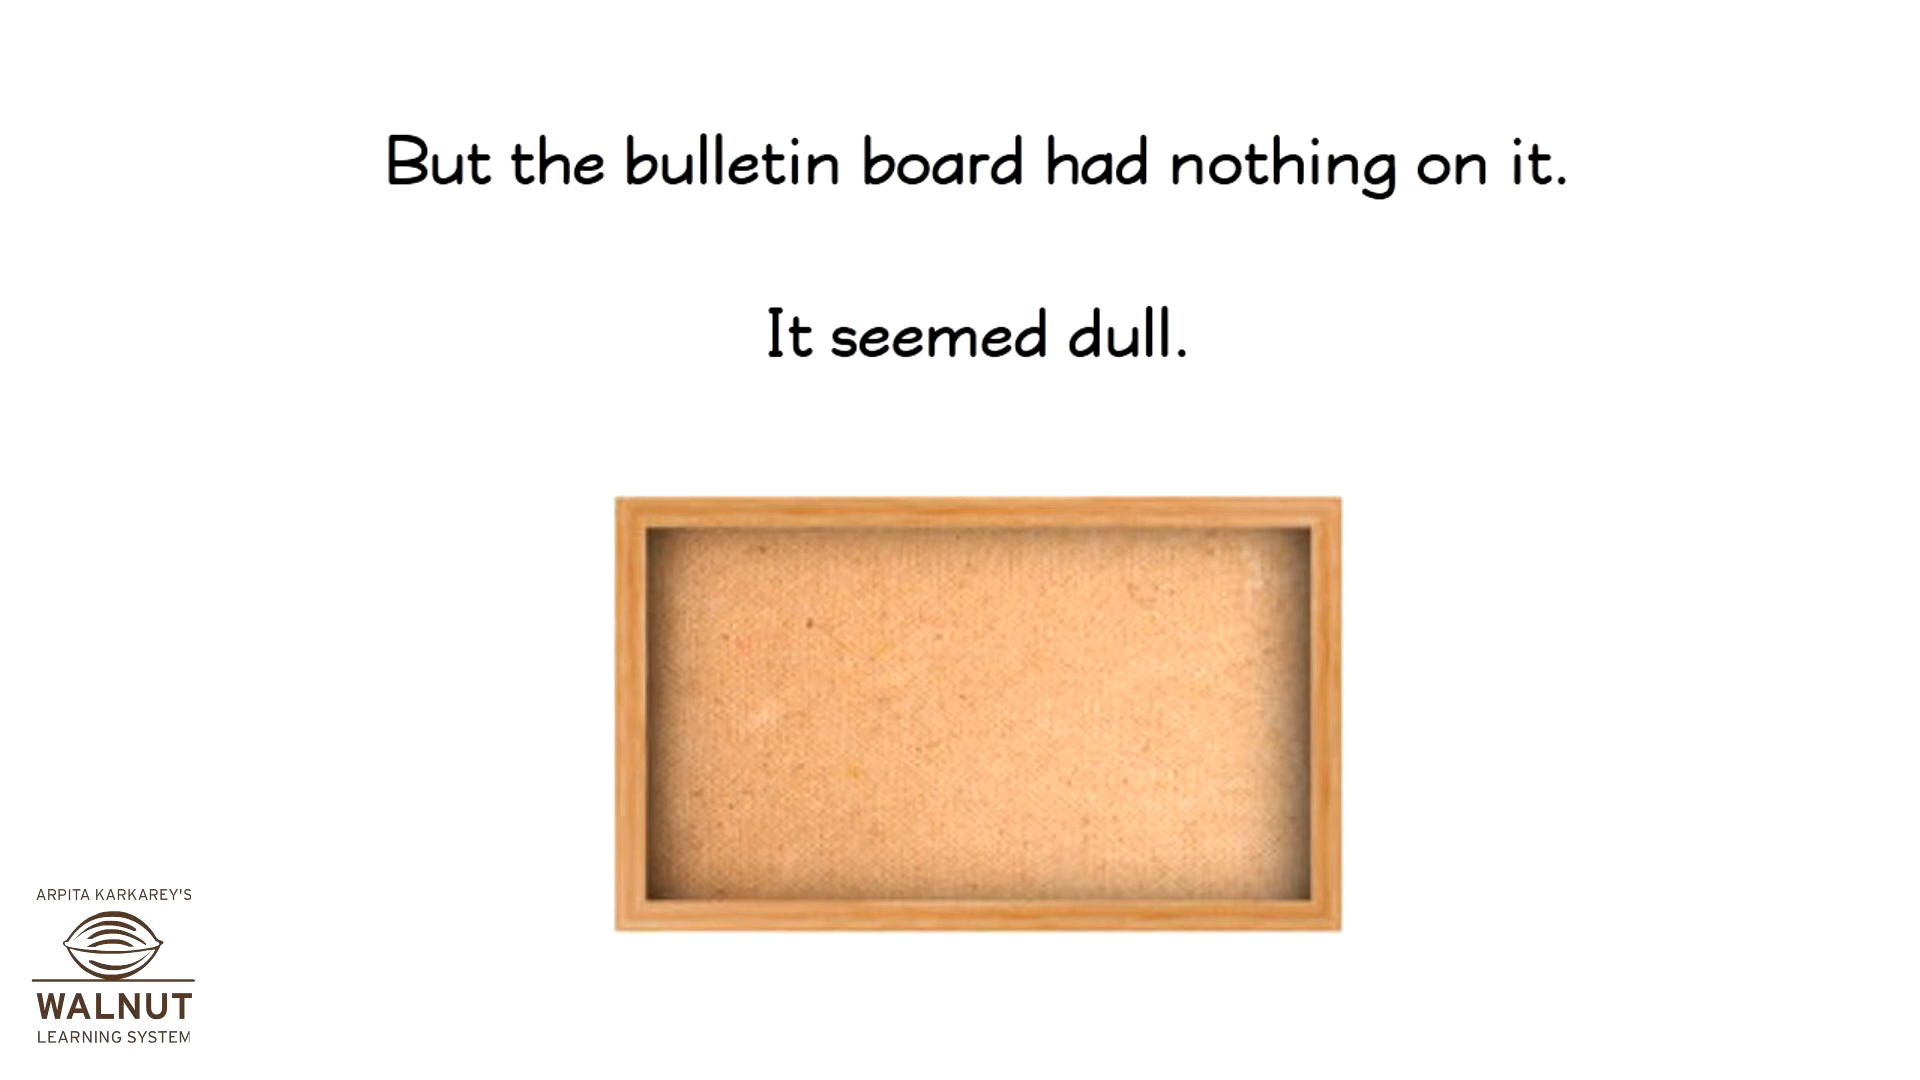 But the bulletin board had nothing on it.
It seemed dull.
ARPITA KARKAREY'S
WALNUT
LEARNING SYSTEM